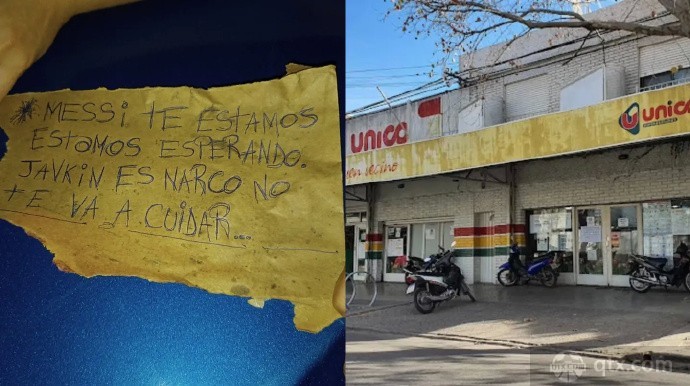 * MESSI TE ESTAMOS
ESTAMOS ESPERANDO.
JAVKIN ES NARCO NO
TE VA A CUIDAR...
UNICO
UNICO
qtx.com